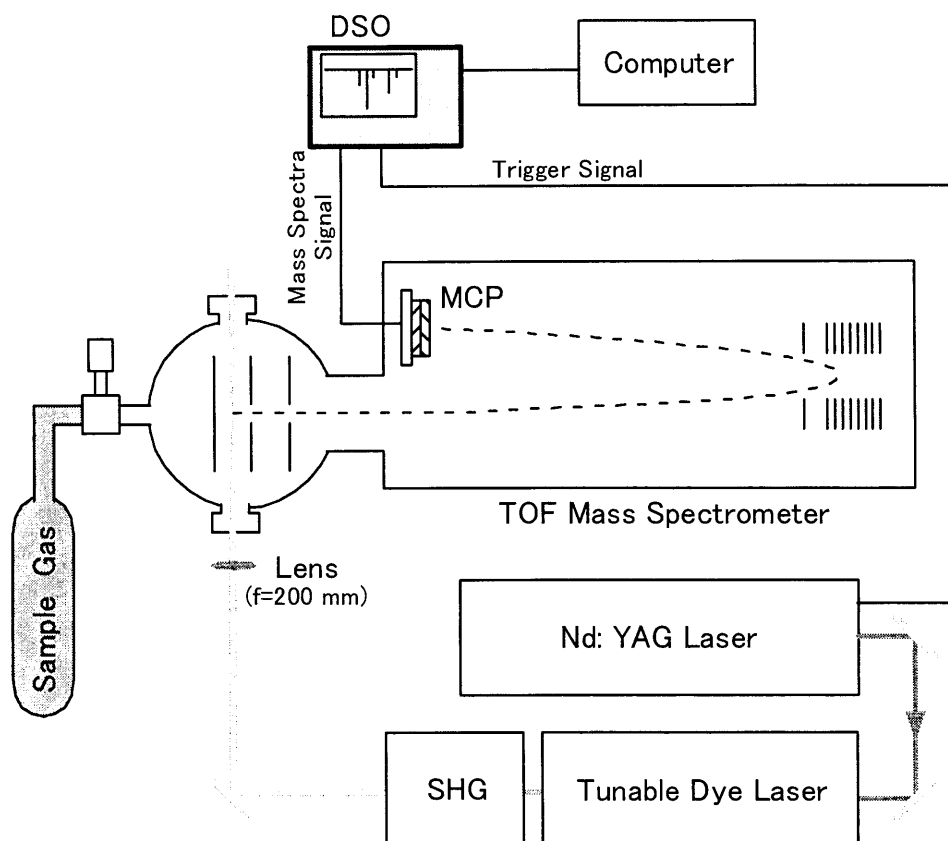 DSO
Computer
Trigger Signal
Mass Spectra
Signal
MCP
TOF Mass Spectrometer
Lens
(f=200 mm)
Sample Gas
Nd: YAG Laser
SHG
Tunable Dye Laser